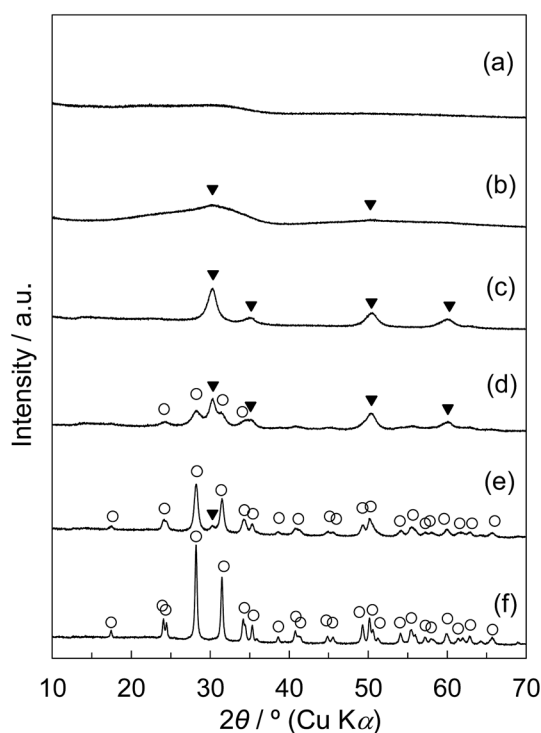 (a)
(b)
(c)
(d)
(e)
(f)
Intensity / a.u.
10 20 30 40 50 60 70
2θ / º (Cu Kα)